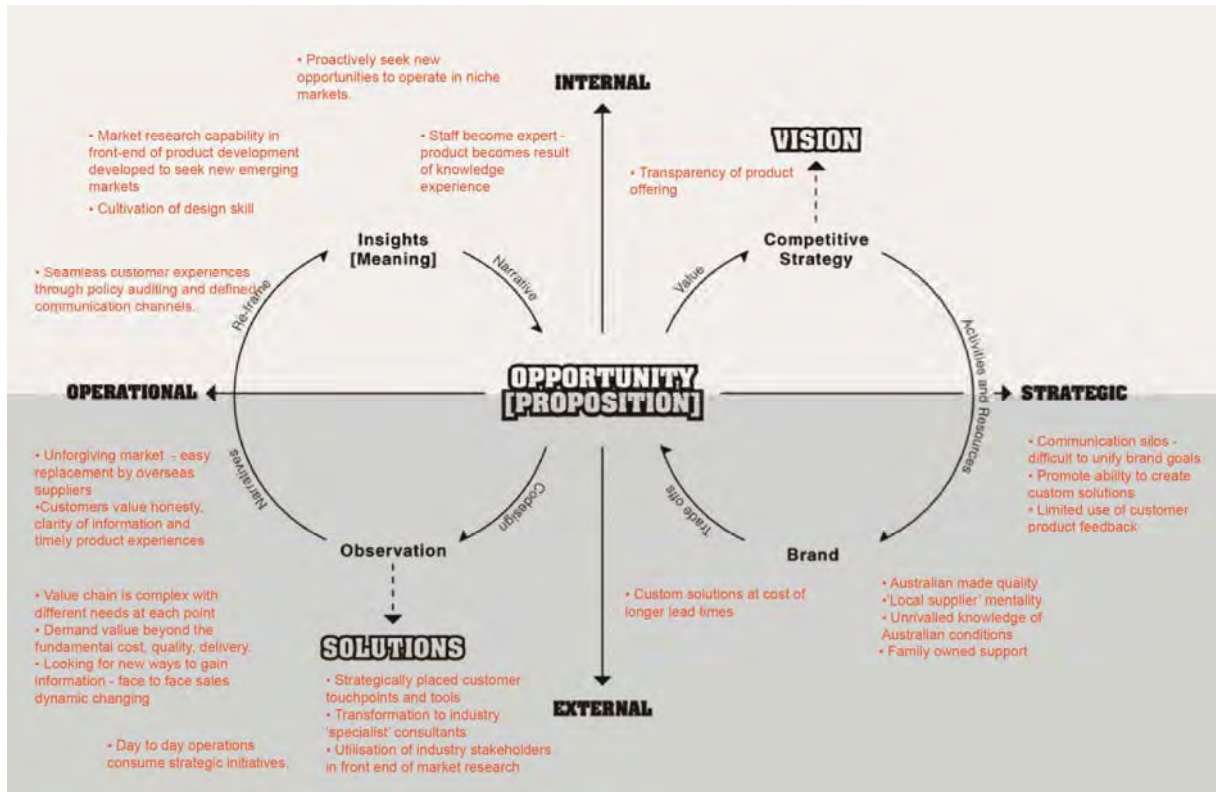 • Proactively seek new
opportunities to operate in niche
markets.
INTERNAL
• Market research capability in
front-end of product development
developed to seek new emerging
markets
• Cultivation of design skill
• Staff become expert -
product becomes result
of knowledge
experience
VISION
• Transparency of product
offering
Insights
[Meaning]
Narrative
Value
Competitive
Strategy
• Seamless customer experiences
through policy auditing and defined
communication channels.
Re-frame
Activities and Resources
OPERATIONAL
OPPORTUNITY
[PROPOSITION]
STRATEGIC
• Unforgiving market - easy
replacement by overseas
suppliers
•Customers value honesty,
clarity of information and
timely product experiences
Narratives
Codesign
Trade offs
• Communication silos -
difficult to unify brand goals
• Promote ability to create
custom solutions
• Limited use of customer
product feedback
Observation
Brand
• Value chain is complex with
different needs at each point
• Demand value beyond the
fundamental cost, quality, delivery.
• Looking for new ways to gain
information - face to face sales
dynamic changing
• Custom solutions at cost of
longer lead times
• Australian made quality
•'Local supplier' mentality
• Unrivalled knowledge of
Australian conditions
• Family owned support
SOLUTIONS
• Strategically placed customer
touchpoints and tools
• Transformation to industry
'specialist' consultants
• Utilisation of industry stakeholders
in front end of market research
EXTERNAL
• Day to day operations
consume strategic initiatives.